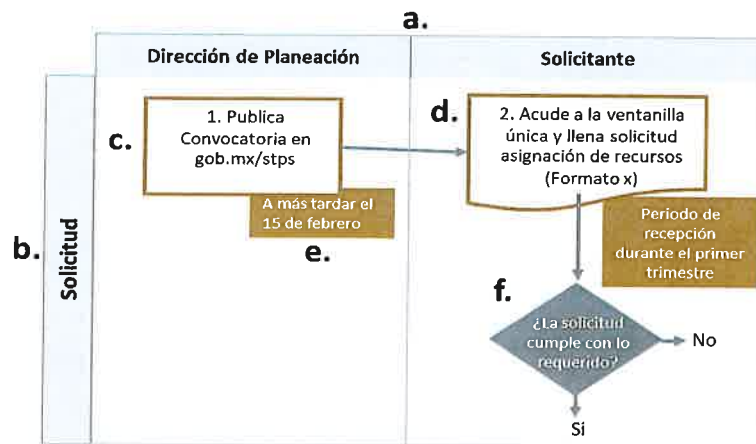 a.
Dirección de Planeación
Solicitante
b.
Solicitud
c.
1. Publica
Convocatoria en
gob.mx/stps
A más tardar el
15 de febrero
e.
d.
2. Acude a la ventanilla
única y llena solicitud
asignación de recursos
(Formato x)
Período de
recepción
durante el primer
trimestre
f.
¿La solicitud
cumple con lo
requerido?
No
Si